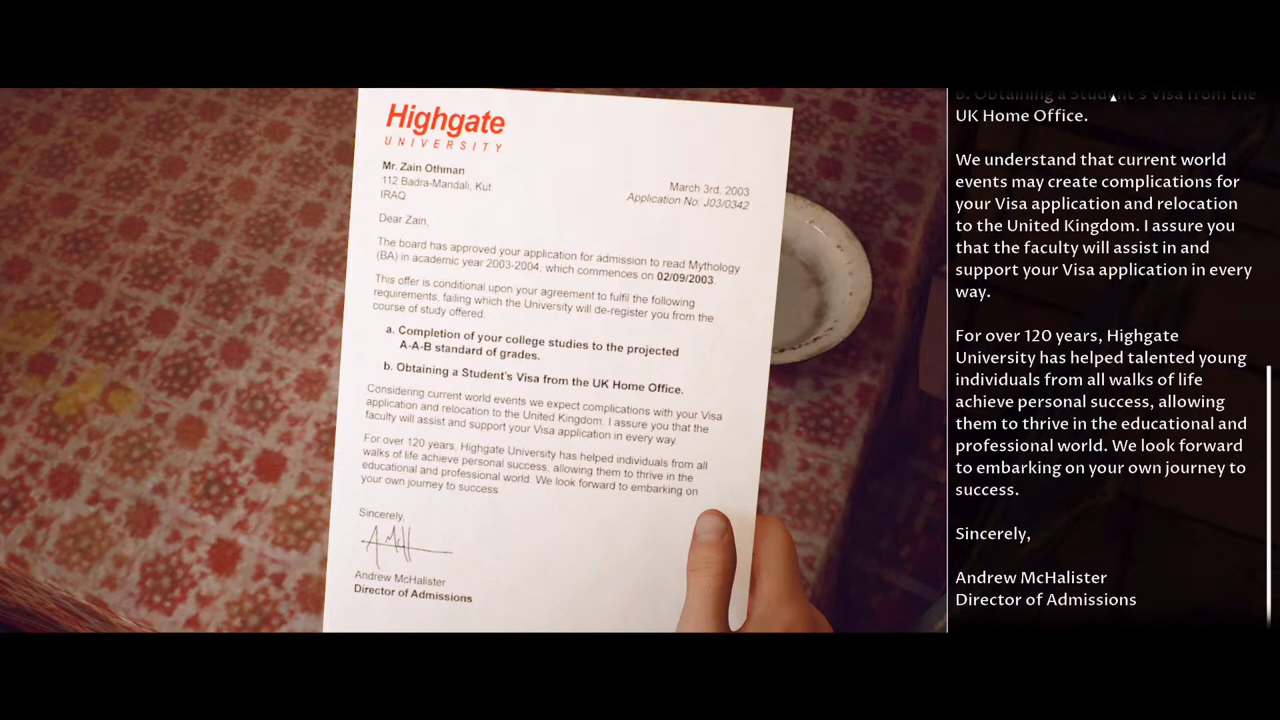 Highgate
UNIVERSITY
Mr. Zain Othman
112 Badra-Mandali, Kut
IRAQ
March 3rd, 2003
Application No: J03/0342
Dear Zain,
The board has approved your application for admission to read Mythology
(BA) in academic year 2003-2004, which commences on 02/09/2003.
This offer is conditional upon your agreement to fulfil the following
requirements, failing which the University will de-register you from the
course of study offered:
a. Completion of your college studies to the projected
A-A-B standard of grades.
b. Obtaining a Student's Visa from the UK Home Office.
Considering current world events we expect complications with your Visa
application and relocation to the United Kingdom. I assure you that the
faculty will assist and support your Visa application in every way.
For over 120 years, Highgate University has helped individuals from all
walks of life achieve personal success, allowing them to thrive in the
educational and professional world. We look forward to embarking on
your own journey to success.
Sincerely,
Andrew McHalister
Director of Admissions
b. Obtaining a Student's Visa from the
UK Home Office.
We understand that current world
events may create complications for
your Visa application and relocation
to the United Kingdom. I assure you
that the faculty will assist in and
support your Visa application in every
way.
For over 120 years, Highgate
University has helped talented young
individuals from all walks of life
achieve personal success, allowing
them to thrive in the educational and
professional world. We look forward
to embarking on your own journey to
success.
Sincerely,
Andrew McHalister
Director of Admissions